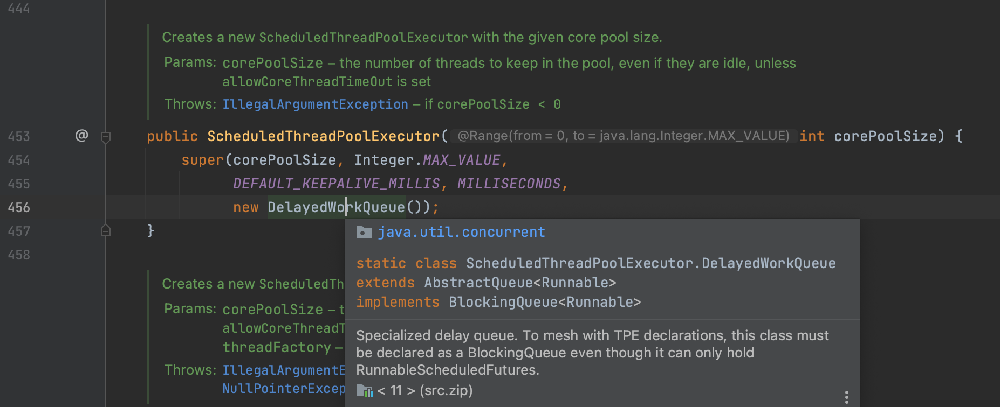 444
Creates a new ScheduledThreadPoolExecutor with the given core pool size.
Params: corePoolSize – the number of threads to keep in the pool, even if they are idle, unless
allowCoreThreadTimeOut is set
Throws: IllegalArgumentException – if corePoolSize < 0
453 @ public ScheduledThreadPoolExecutor( @Range(from = 0, to = java.lang.Integer.MAX_VALUE) int corePoolSize) {
454 super(corePoolSize, Integer.MAX_VALUE,
455 DEFAULT_KEEPALIVE_MILLIS, MILLISECONDS,
456 new DelayedWorkQueue());
457 }
458
Creates a new ScheduledTh
Params: corePoolSize – t
allowCoreThreadT
threadFactory –
Throws: IllegalArgumentE
NullPointerExcep
java.util.concurrent
static class ScheduledThreadPoolExecutor.DelayedWorkQueue
extends AbstractQueue<Runnable>
implements BlockingQueue<Runnable>
Specialized delay queue. To mesh with TPE declarations, this class must
be declared as a BlockingQueue even though it can only hold
RunnableScheduledFutures.
< 11 > (src.zip)